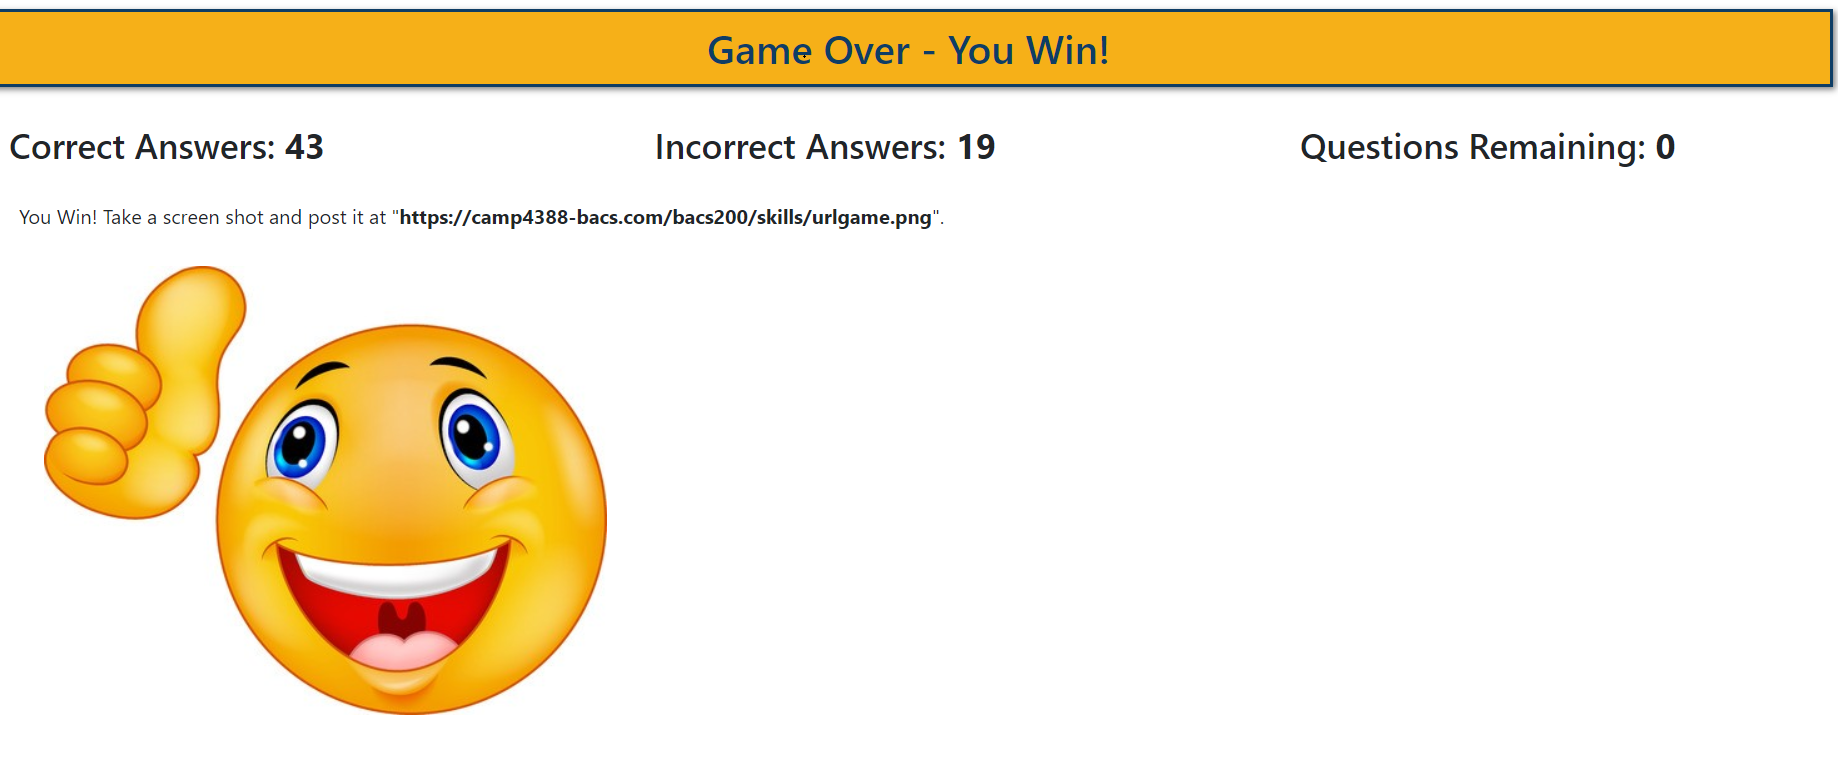 Game Over - You Win!
Correct Answers: 43
Incorrect Answers: 19
Questions Remaining: 0
You Win! Take a screen shot and post it at "https://camp4388-bacs.com/bacs200/skills/urlgame.png".